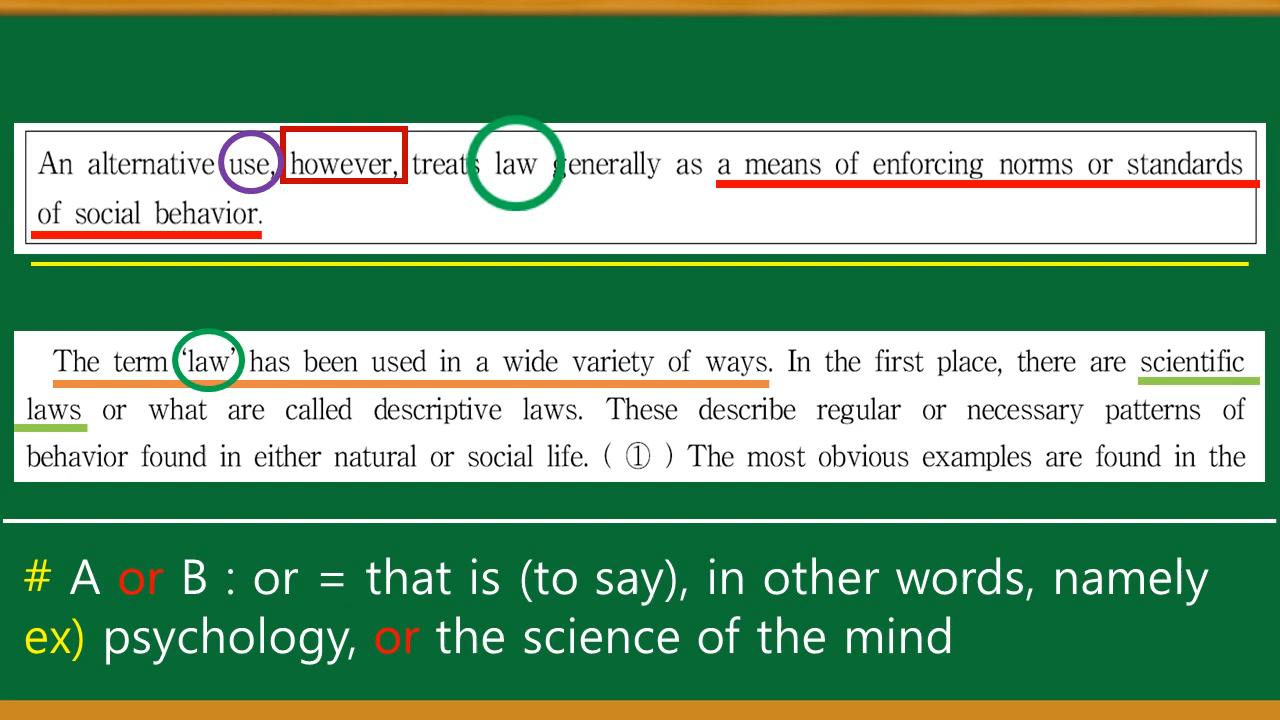 An alternative use, however, treats law generally as a means of enforcing norms or standards
of social behavior.
The term ‘law’ has been used in a wide variety of ways. In the first place, there are scientific
laws or what are called descriptive laws. These describe regular or necessary patterns of
behavior found in either natural or social life. ( ① ) The most obvious examples are found in the
# A or B : or = that is (to say), in other words, namely
ex) psychology, or the science of the mind